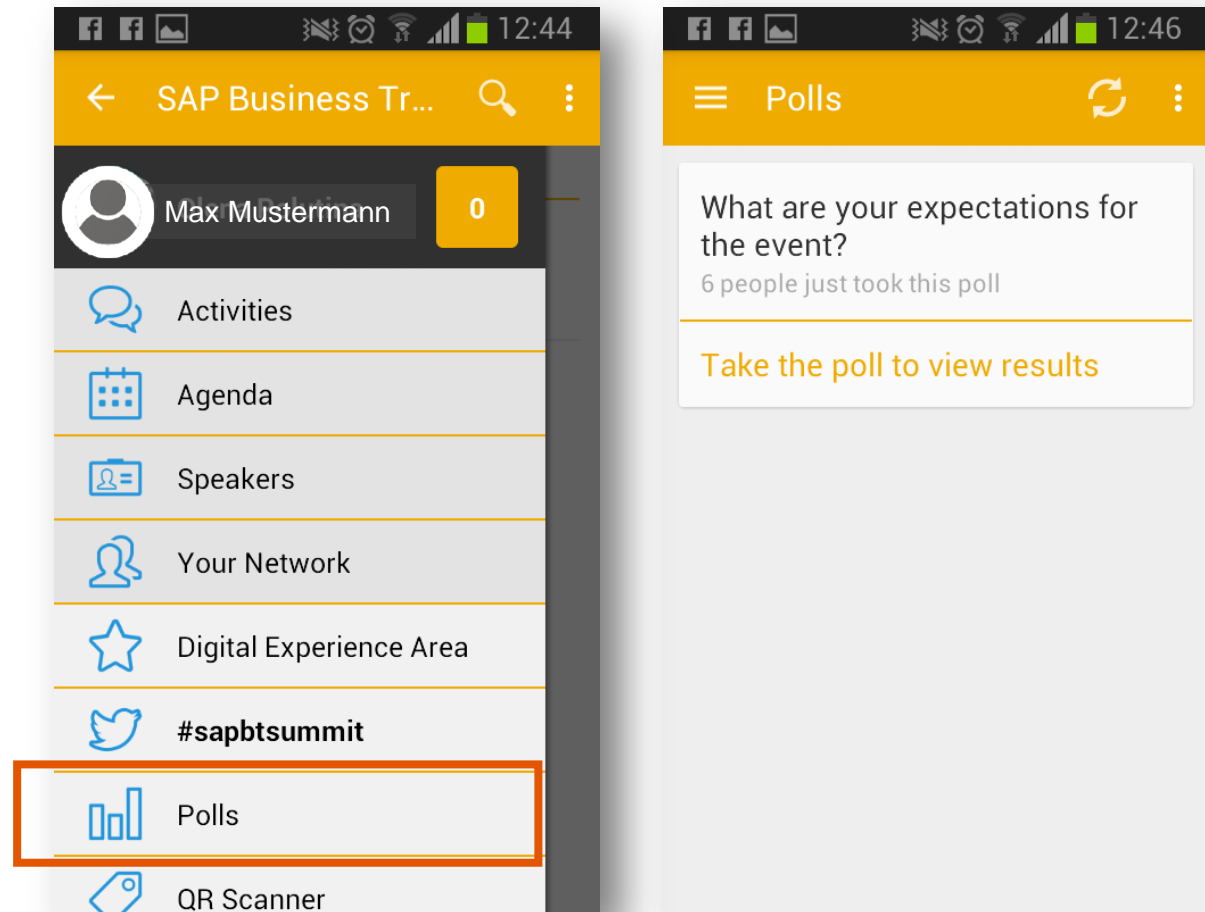 12:44
SAP Business Tr...
Max Mustermann
0
Activities
Agenda
Speakers
Your Network
Digital Experience Area
#sapbtsummit
Polls
QR Scanner
12:46
Polls
What are your expectations for
the event?
6 people just took this poll
Take the poll to view results